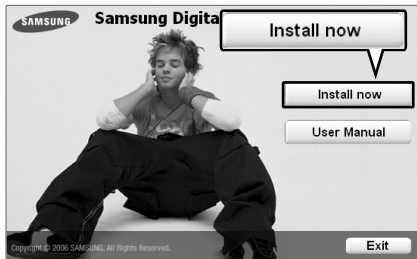 SAMSUNG
Samsung Digita
Install now
Install now
User Manual
Copyright © 2006 SAMSUNG. All Rights Reserved.
Exit